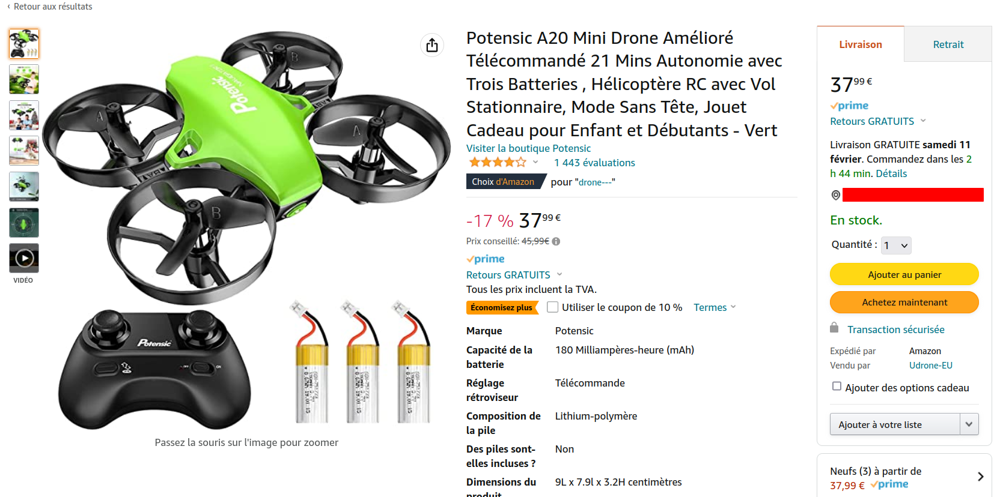 ‹ Retour aux résultats
VIDÉO
B
A
A
B
Potensic
Potensic
OFF
ON
Passez la souris sur l'image pour zoomer
Potensic A20 Mini Drone Amélioré
Télécommandé 21 Mins Autonomie avec
Trois Batteries , Hélicoptère RC avec Vol
Stationnaire, Mode Sans Tête, Jouet
Cadeau pour Enfant et Débutants - Vert
Visiter la boutique Potensic
1 443 évaluations
Choix d'Amazon pour "drone---"
-17 % 37 99 €
Prix conseillé: 45,99€
prime
Retours GRATUITS
Tous les prix incluent la TVA.
Économisez plus Utiliser le coupon de 10 % Termes
Marque Potensic
Capacité de la 180 Milliampères-heure (mAh)
batterie
Réglage Télécommande
rétroviseur
Composition de Lithium-polymère
la pile
Des piles sont- Non
elles incluses ?
Dimensions du 9L x 7.9l x 3.2H centimètres
produit
Livraison Retrait
37 99 €
prime
Retours GRATUITS
Livraison GRATUITE samedi 11
février. Commandez dans les 2
h 44 min. Détails
En stock.
Quantité : 1
Ajouter au panier
Achetez maintenant
Transaction sécurisée
Expédié par Amazon
Vendu par Udrone-EU
Ajouter des options cadeau
Ajouter à votre liste
Neufs (3) à partir de
37,99 € prime